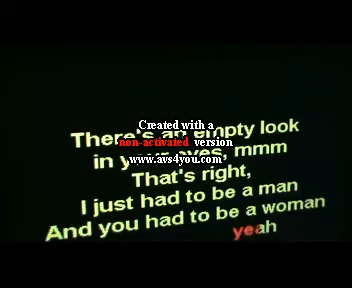 Created with a
non-activated version
www.avs4you.com
There's an empty look
in your eyes, mmm
That's right,
I just had to be a man
And you had to be a woman
yeah